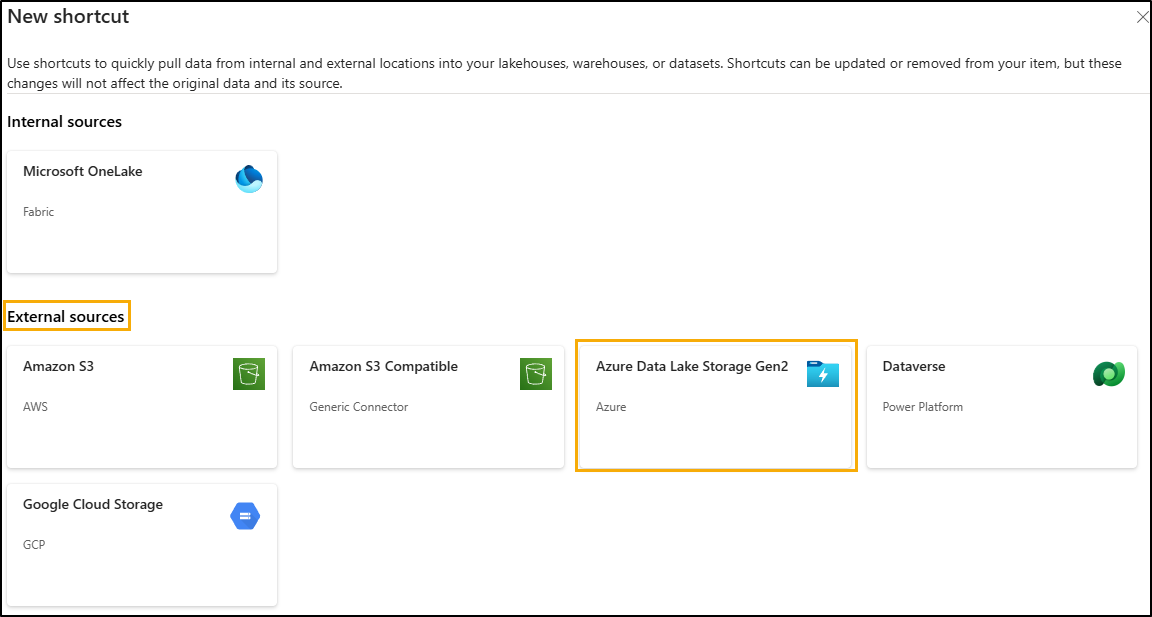 New shortcut
Use shortcuts to quickly pull data from internal and external locations into your lakehouses, warehouses, or datasets. Shortcuts can be updated or removed from your item, but these
changes will not affect the original data and its source.
Internal sources
Microsoft OneLake
Fabric
External sources
Amazon S3
AWS
Amazon S3 Compatible
Generic Connector
Azure Data Lake Storage Gen2
Azure
Dataverse
Power Platform
Google Cloud Storage
GCP